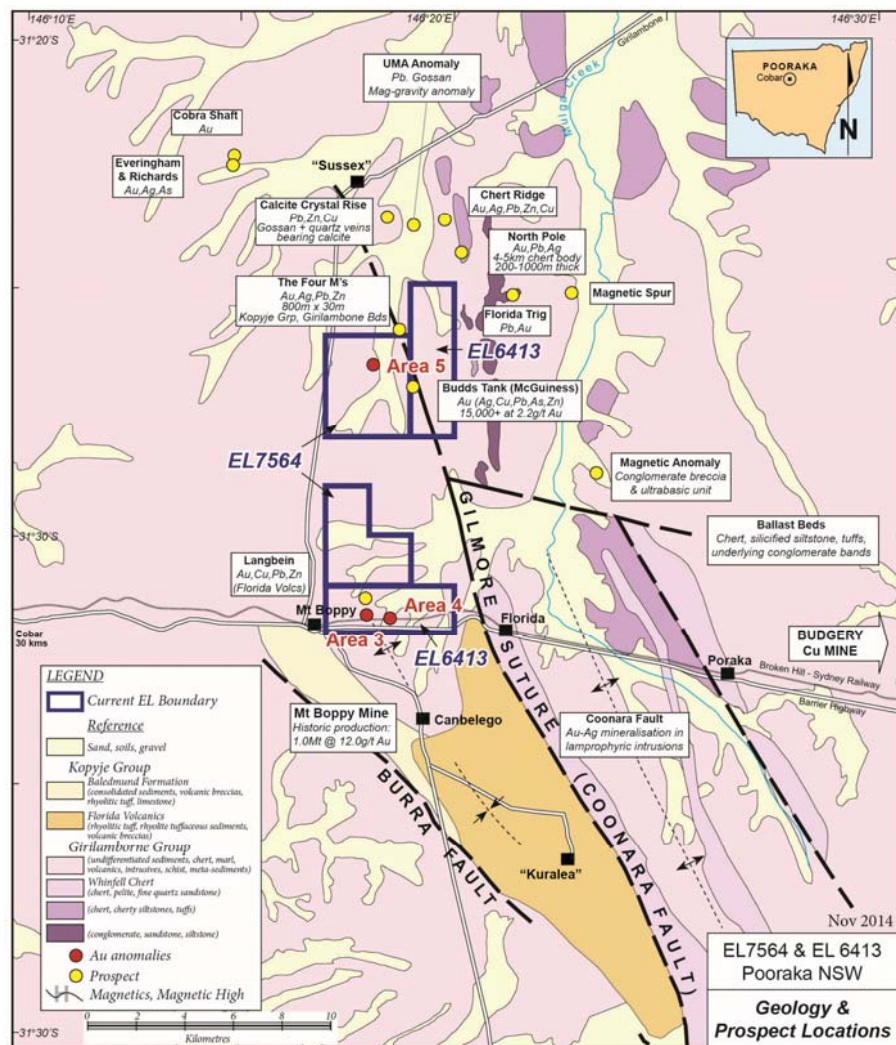 146°10'E
146°20'E
146°30'E
31°20'S
Girilambone
Mulga Creek
POORAKA
Cobar
N
UMA Anomaly
Pb. Gossan
Mag-gravity anomaly
Cobra Shaft
Au
Everingham
& Richards
Au,Ag,As
"Sussex"
Calcite Crystal Rise
Pb,Zn,Cu
Gossan + quartz veins
bearing calcite
Chert Ridge
Au,Ag,Pb,Zn,Cu
North Pole
Au,Pb,Ag
4-5km chert body
200-1000m thick
The Four M's
Au,Ag,Pb,Zn
800m x 30m
Kopyje Grp, Girilambone Bds
Florida Trig
Pb,Au
Magnetic Spur
Area 5
EL6413
Budds Tank (McGuiness)
Au (Ag,Cu,Pb,As,Zn)
15,000+ at 2.2g/t Au
EL7564
Magnetic Anomaly
Conglomerate breccia
& ultrabasic unit
31°30'S
Ballast Beds
Chert, silicified siltstone, tuffs,
underlying conglomerate bands
Langbein
Au,Cu,Pb,Zn
(Florida Volcs)
Mt Boppy
Area 4
Area 3
EL6413
Florida
Cobar
30 kms
GILMORE SUTURE (COONARA FAULT)
BUDGERY
Cu MINE
Poraka
Broken Hill - Sydney Railway
Barrier Highway
Mt Boppy Mine
Historic production:
1.0Mt @ 12.0g/t Au
Canbelego
Coonara Fault
Au-Ag mineralisation in
lamprophyric intrusions
BURRA FAULT
"Kuralea"
LEGEND
Current EL Boundary
Reference
Sand, soils, gravel
Kopyje Group
Baledmund Formation
(consolidated sediments, volcanic breccias,
rhyolitic tuff, limestone)
Florida Volcanics
(rhyolitic tuff, rhyolite tuffaceous sediments,
volcanic breccias)
Girilamborne Group
(undifferentiated sediments, chert, marl,
volcanics, intrusives, schist, meta-sediments)
Whinfell Chert
(chert, pelite, fine quartz sandstone)
(chert, cherty siltstones, tuffs)
(conglomerate, sandstone, siltstone)
Au anomalies
Prospect
Magnetics, Magnetic High
0 2 4 6 8 10
Kilometres
Nov 2014
EL7564 & EL 6413
Pooraka NSW
Geology &
Prospect Locations
31°30'S
146°10'E
146°20'E
146°30'E